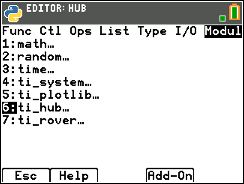 EDITOR: HUB
Func Ctl Ops List Type I/O Modul
1:math…
2:random…
3:time…
4:ti_system…
5:ti_plotlib…
6:ti_hub…
7:ti_rover…
Esc Help Add-On